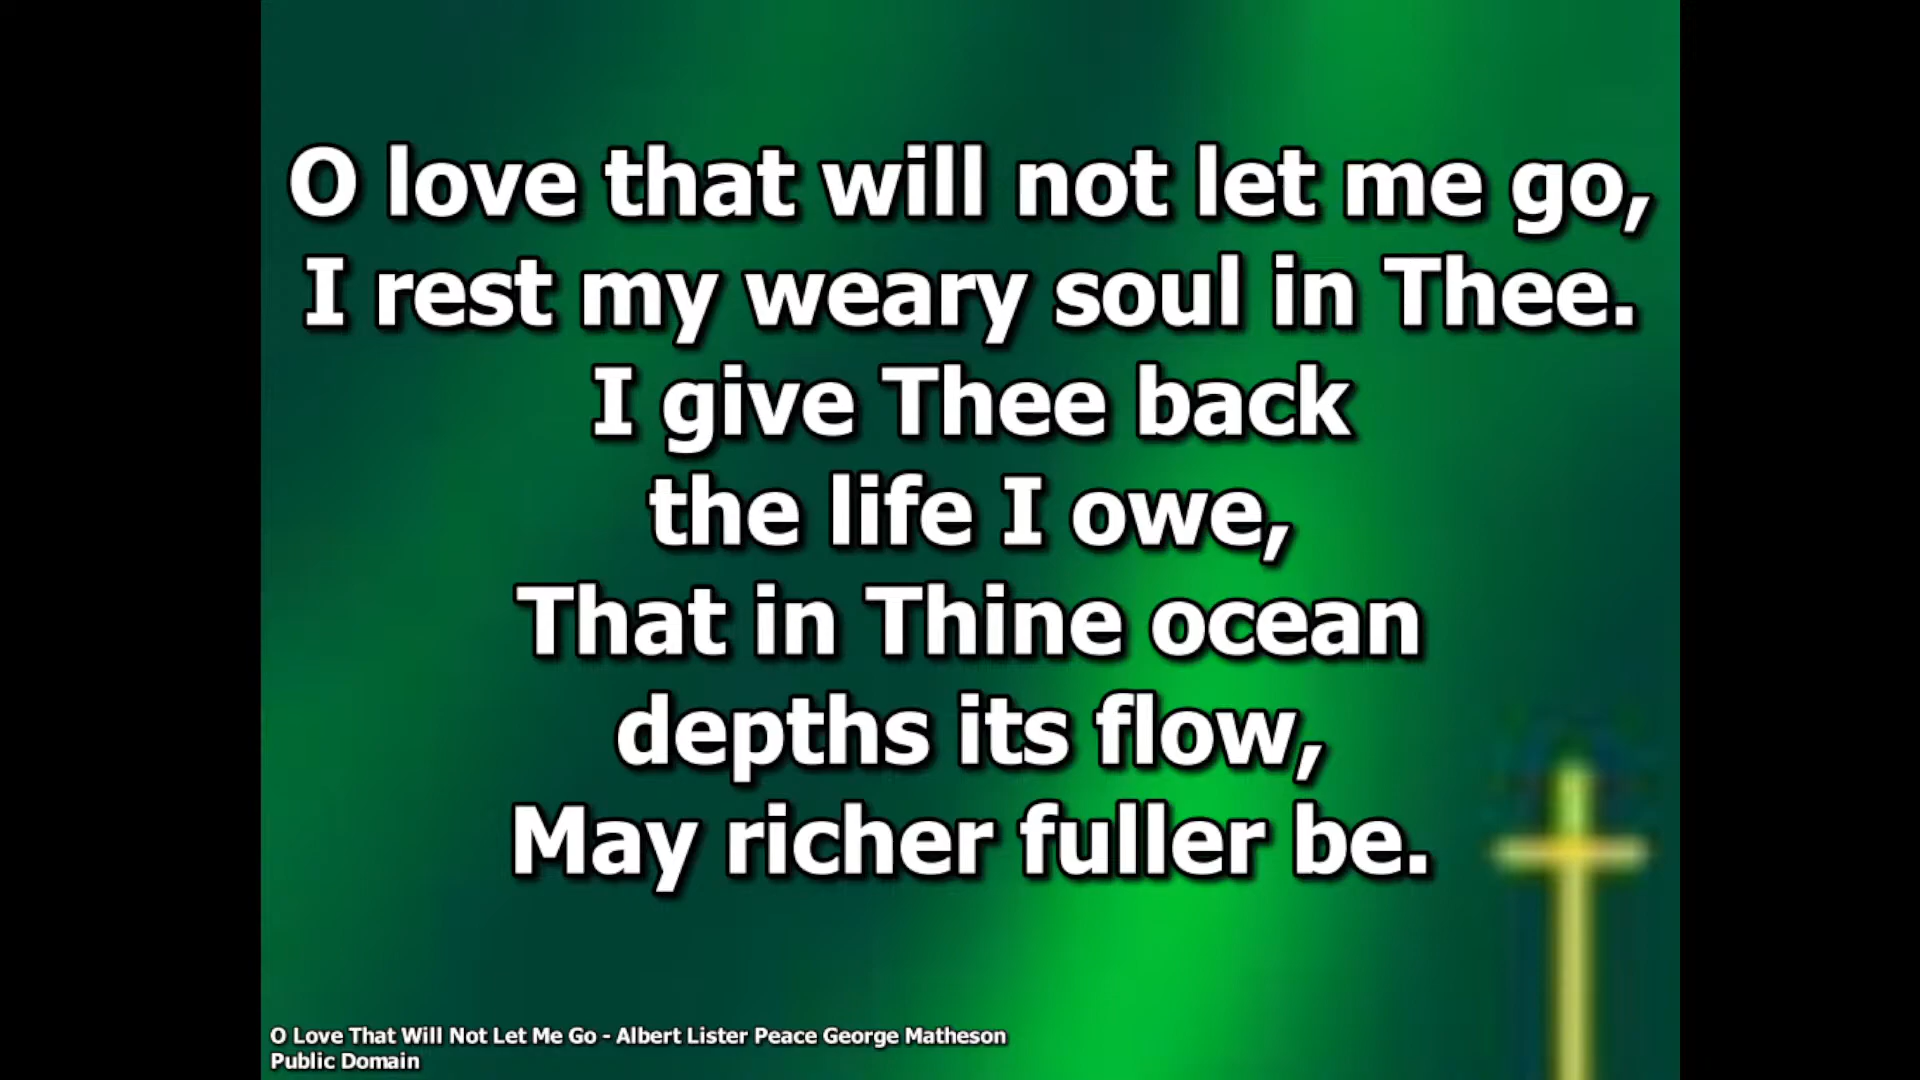 O love that will not let me go,
I rest my weary soul in Thee.
I give Thee back
the life I owe,
That in Thine ocean
depths its flow,
May richer fuller be.
O Love That Will Not Let Me Go - Albert Lister Peace George Matheson
Public Domain